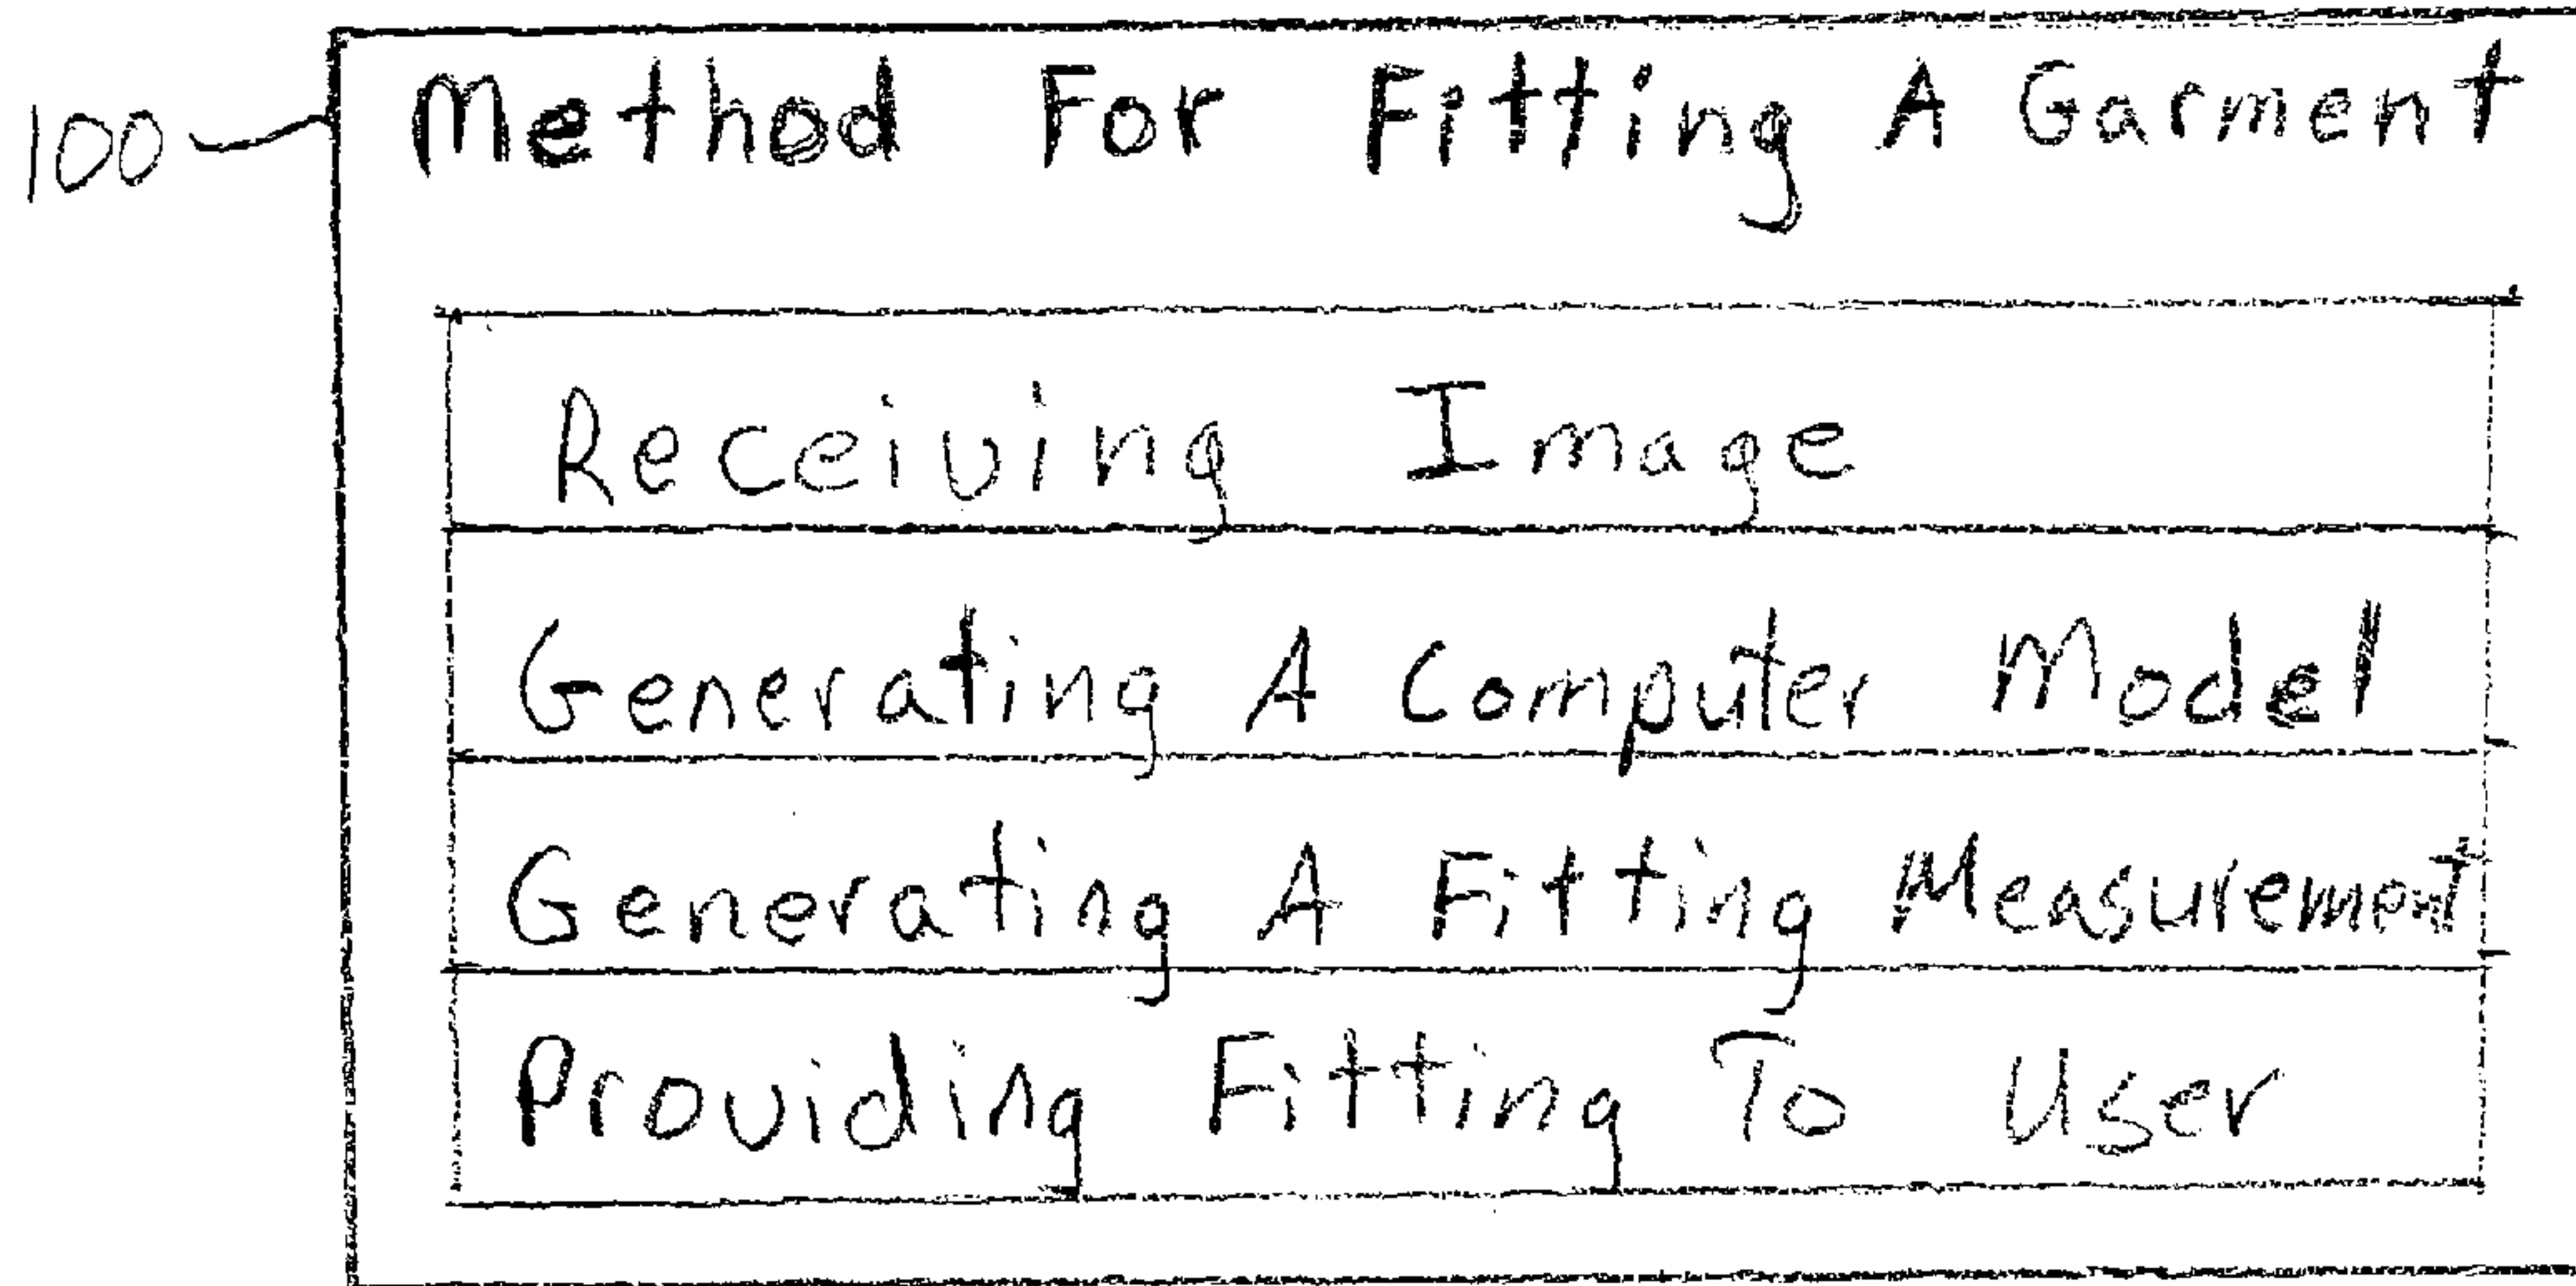 100
Method For Fitting A Garment
Receiving Image
Generating A Computer Model
Generating A Fitting Measurement
Providing Fitting To User